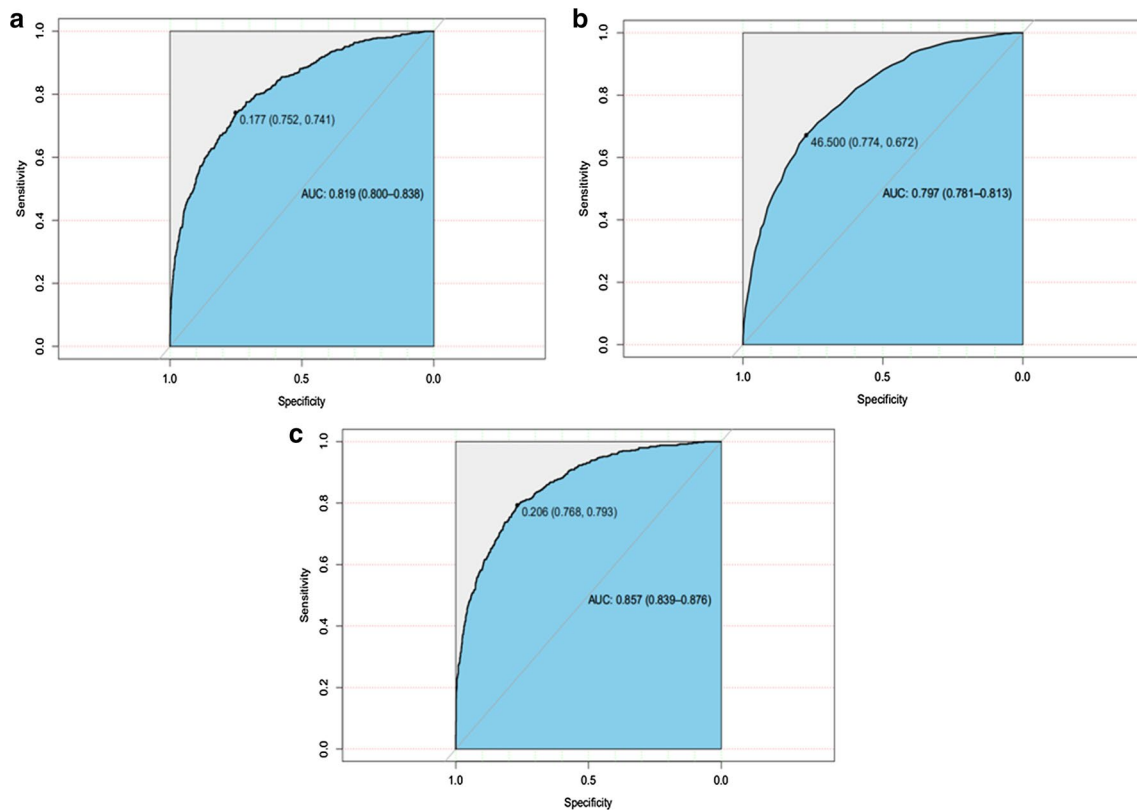 a
1.0
0.8
0.6
0.4
0.2
0.0
Sensitivity
0.177 (0.752, 0.741)
AUC: 0.819 (0.800–0.838)
1.0 0.5 0.0
Specificity
b
1.0
0.8
0.6
0.4
0.2
0.0
Sensitivity
46.500 (0.774, 0.672)
AUC: 0.797 (0.781–0.813)
1.0 0.5 0.0
Specificity
c
1.0
0.8
0.6
0.4
0.2
0.0
Sensitivity
0.206 (0.768, 0.793)
AUC: 0.857 (0.839–0.876)
1.0 0.5 0.0
Specificity